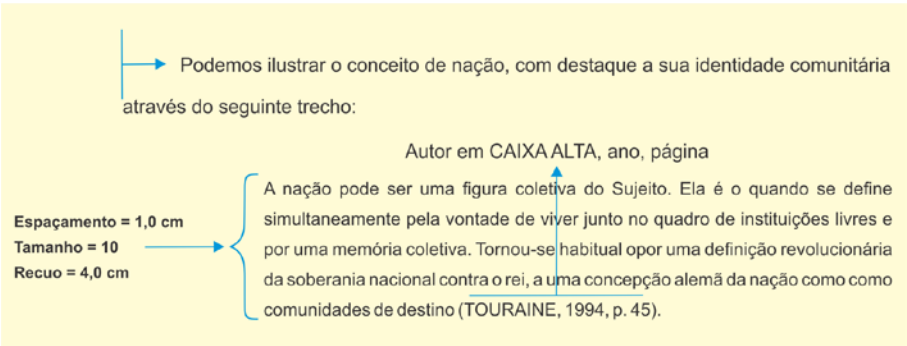 Podemos ilustrar o conceito de nação, com destaque a sua identidade comunitária
através do seguinte trecho:
Autor em CAIXA ALTA, ano, página
A nação pode ser uma figura coletiva do Sujeito. Ela é o quando se define
simultaneamente pela vontade de viver junto no quadro de instituições livres e
por uma memória coletiva. Tornou-se habitual opor uma definição revolucionária
da soberania nacional contra o rei, a uma concepção alemã da nação como como
comunidades de destino (TOURAINE, 1994, p. 45).
Espaçamento = 1,0 cm
Tamanho = 10
Recuo = 4,0 cm